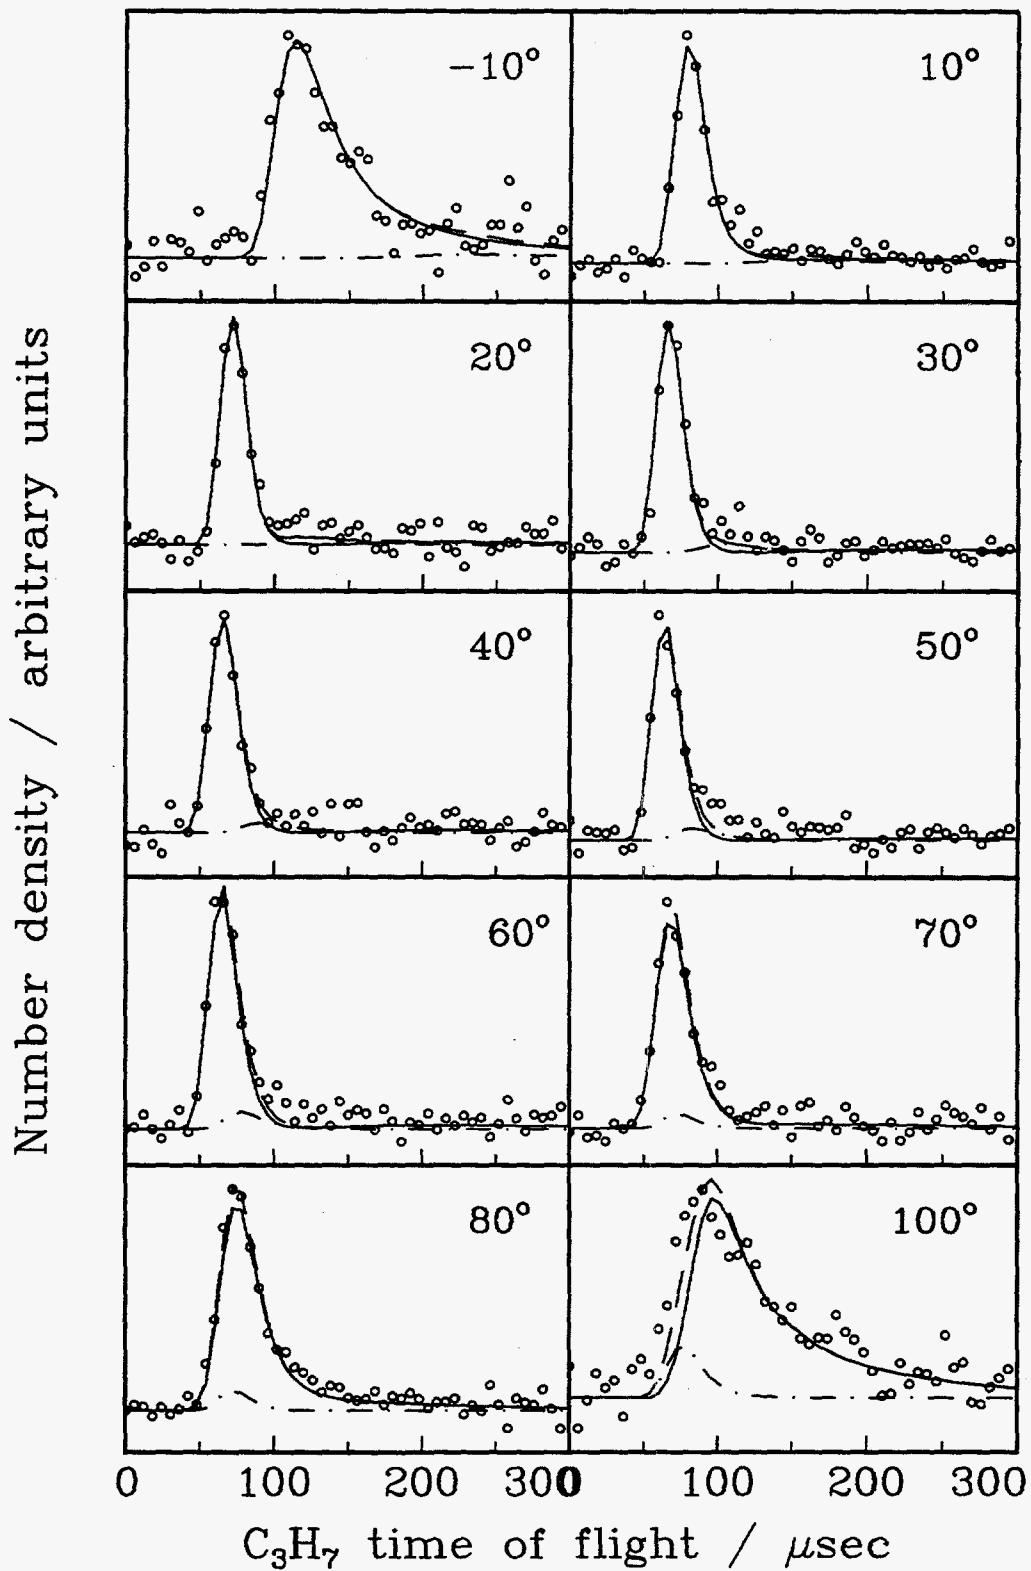 Number density / arbitrary units
−10° 10°
20° 30°
40° 50°
60° 70°
80° 100°
0 100 200 300 0 100 200 300
C₃H₇ time of flight / μsec